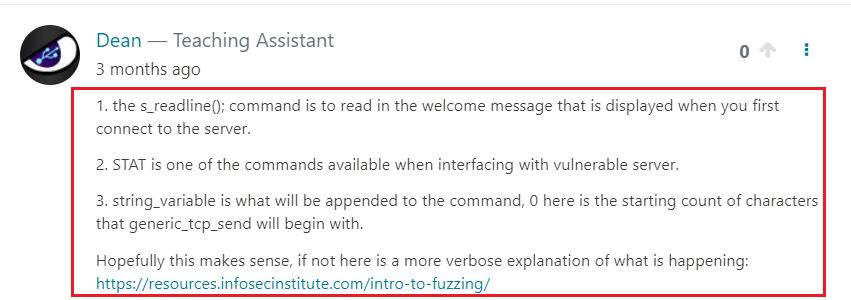 Dean — Teaching Assistant
0
3 months ago
1. the s_readline(); command is to read in the welcome message that is displayed when you first
connect to the server.
2. STAT is one of the commands available when interfacing with vulnerable server.
3. string_variable is what will be appended to the command, 0 here is the starting count of characters
that generic_tcp_send will begin with.
Hopefully this makes sense, if not here is a more verbose explanation of what is happening:
https://resources.infosecinstitute.com/intro-to-fuzzing/